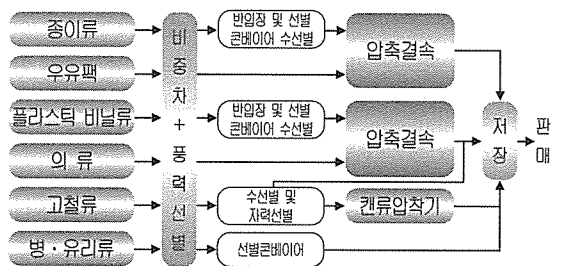 종이류
우유팩
플라스틱 비닐류
의 류
고철류
병 · 유리류
비중차 + 풍력선별
반입장 및 선별
콘베이어 수선별
반입장 및 선별
콘베이어 수선별
수선별 및
자력선별
선별콘베이어
압축결속
압축결속
캔류압착기
저장
판매